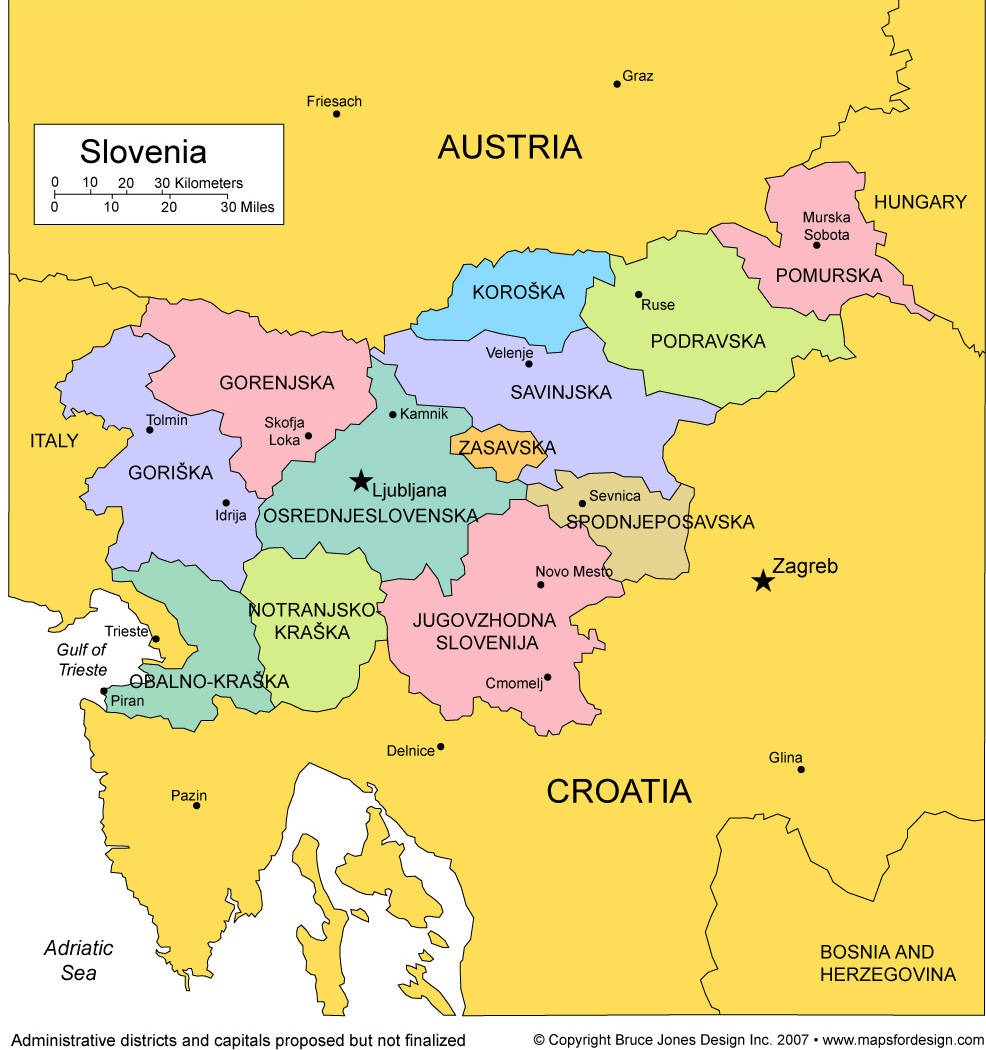 Graz
Friesach
AUSTRIA
Slovenia
0 10 20 30 Kilometers
0 10 20 30 Miles
HUNGARY
Murska
Sobota
POMURSKA
KOROŠKA
Ruse
PODRAVSKA
Velenje
SAVINJSKA
GORENJSKA
Kamnik
Skofja
Loka
Tolmin
ITALY
ZASAVSKA
GORIŠKA
Ljubljana
Sevnica
Idrija
OSREDNJESLOVENSKA
SPODNJEPOSAVSKA
Zagreb
Novo Mesto
NOTRANJSKO-
KRAŠKA
JUGOVZHODNA
SLOVENIJA
Trieste
Gulf of
Trieste
OBALNO-KRAŠKA
Cmomelj
Piran
Delnice
Glina
CROATIA
Pazin
Adriatic
Sea
BOSNIA AND
HERZEGOVINA
Administrative districts and capitals proposed but not finalized
© Copyright Bruce Jones Design Inc. 2007 • www.mapsfordesign.com